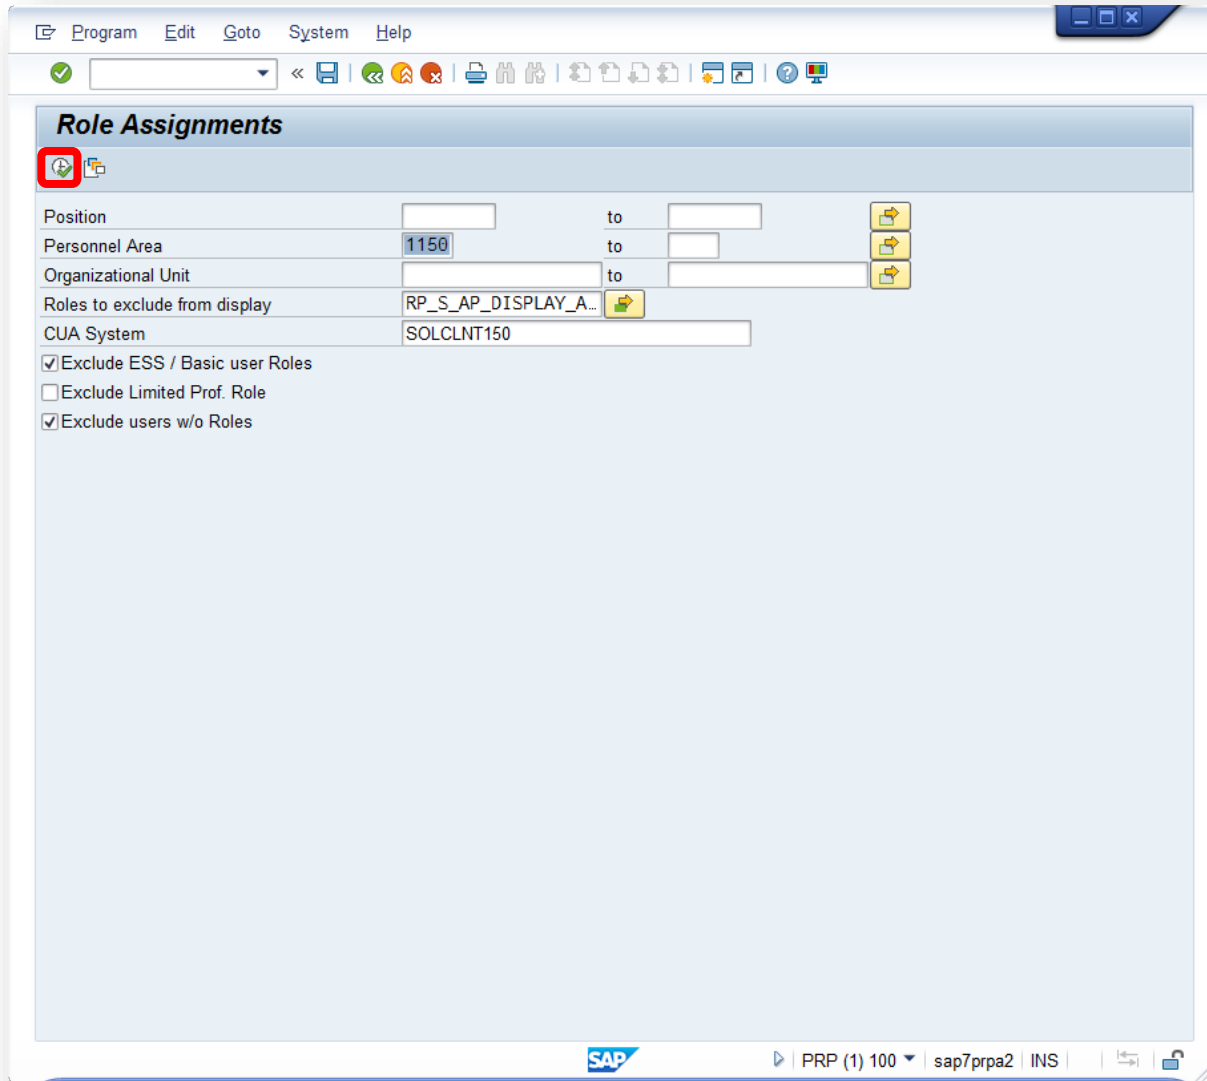 Program Edit Goto System Help
Role Assignments
Position to
Personnel Area 1150 to
Organizational Unit to
Roles to exclude from display RP_S_AP_DISPLAY_A...
CUA System SOLCLNT150
Exclude ESS / Basic user Roles
Exclude Limited Prof. Role
Exclude users w/o Roles
SAP PRP (1) 100 sap7prpa2 INS